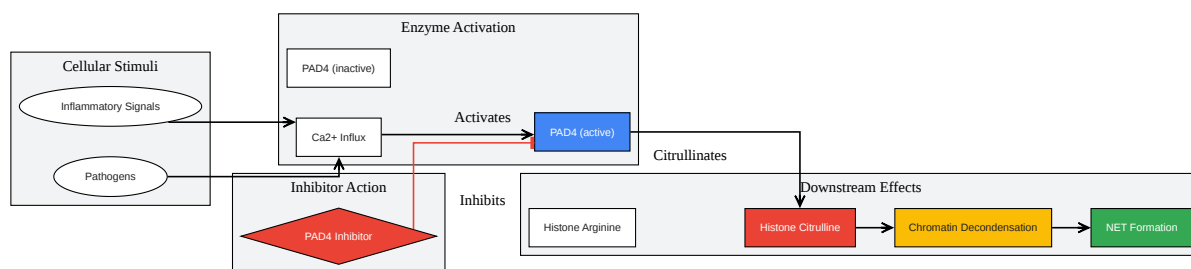 Enzyme Activation
Cellular Stimuli
PAD4 (inactive)
Inflammatory Signals
Activates
Ca2+ Influx
PAD4 (active)
Citrullinates
Pathogens
Inhibitor Action
Inhibits
Downstream Effects
PAD4 Inhibitor
Histone Arginine
Histone Citrulline
Chromatin Decondensation
NET Formation